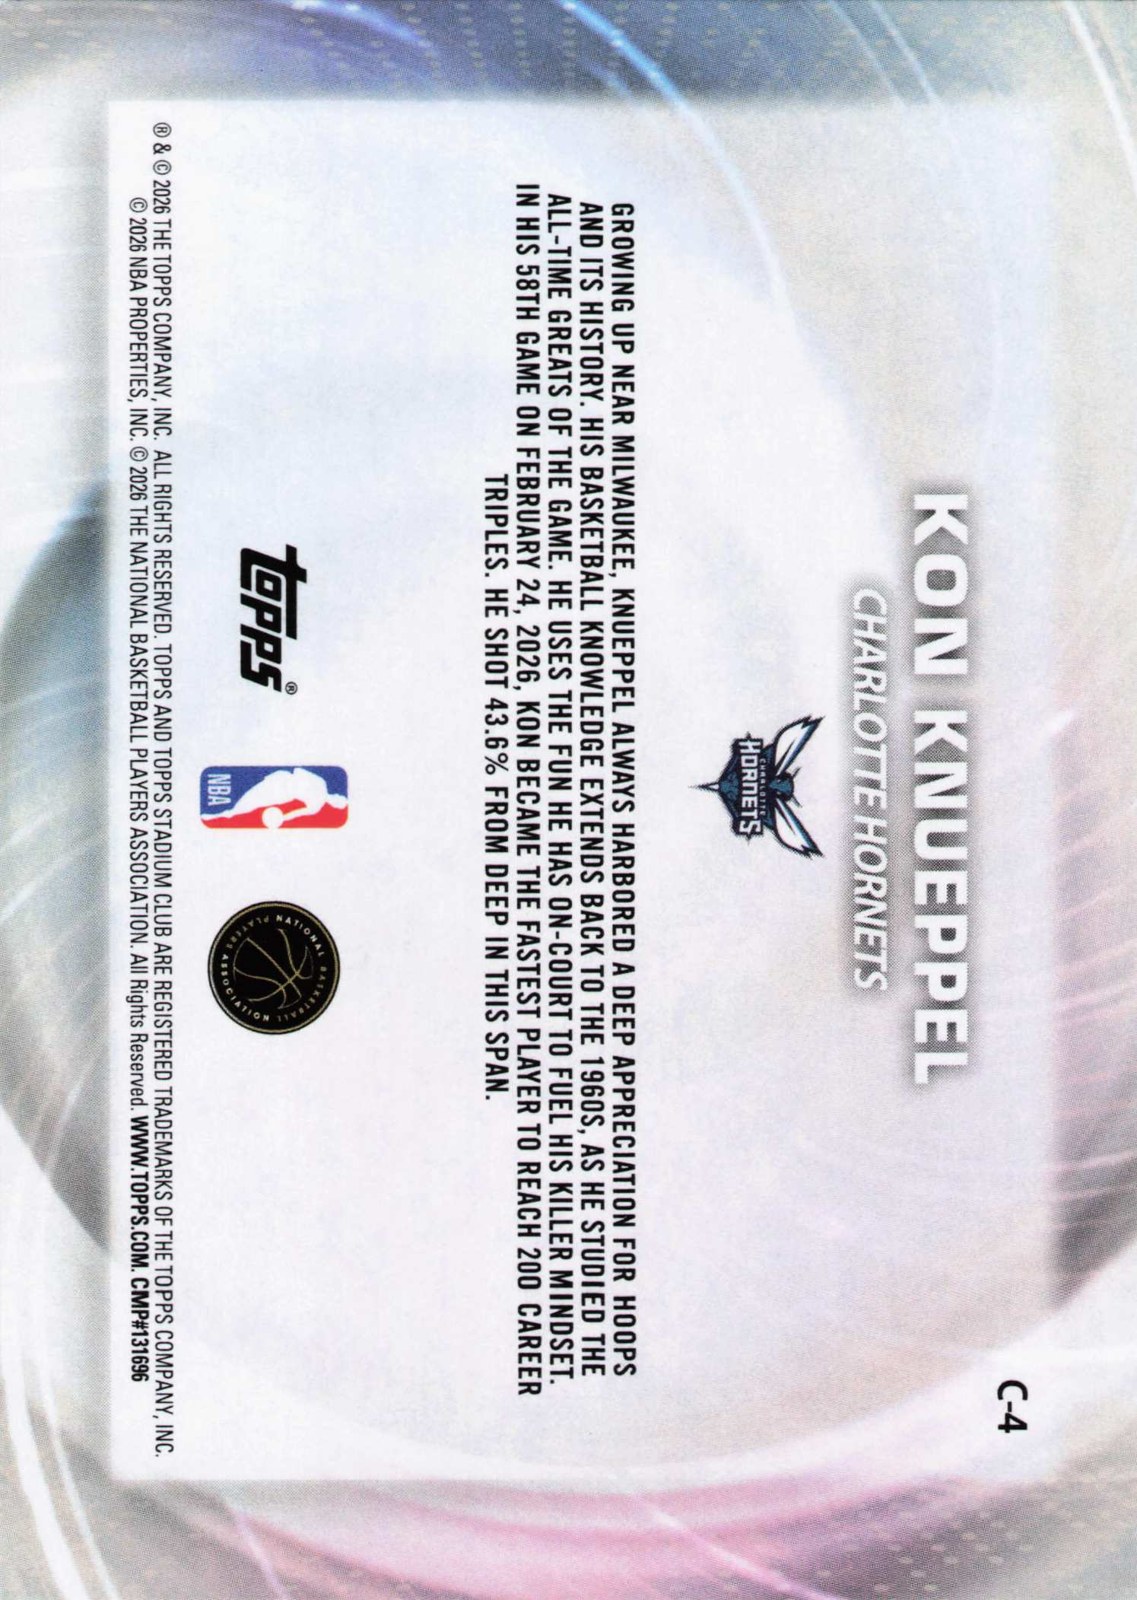 C-4
KON KNUEPPEL
CHARLOTTE HORNETS
CHARLOTTE
HORNETS
GROWING UP NEAR MILWAUKEE, KNUEPPEL ALWAYS HARBORED A DEEP APPRECIATION FOR HOOPS
AND ITS HISTORY. HIS BASKETBALL KNOWLEDGE EXTENDS BACK TO THE 1960S, AS HE STUDIED THE
ALL-TIME GREATS OF THE GAME. HE USES THE FUN HE HAS ON-COURT TO FUEL HIS KILLER MINDSET.
IN HIS 58TH GAME ON FEBRUARY 24, 2026, KON BECAME THE FASTEST PLAYER TO REACH 200 CAREER
TRIPLES. HE SHOT 43.6% FROM DEEP IN THIS SPAN.
topps®
NBA
NATIONAL BASKETBALL
PLAYERS ASSOCIATION
® & © 2026 THE TOPPS COMPANY, INC. ALL RIGHTS RESERVED. TOPPS AND TOPPS STADIUM CLUB ARE REGISTERED TRADEMARKS OF THE TOPPS COMPANY, INC.
© 2026 NBA PROPERTIES, INC. © 2026 THE NATIONAL BASKETBALL PLAYERS ASSOCIATION. All Rights Reserved. WWW.TOPPS.COM. CMP#131696